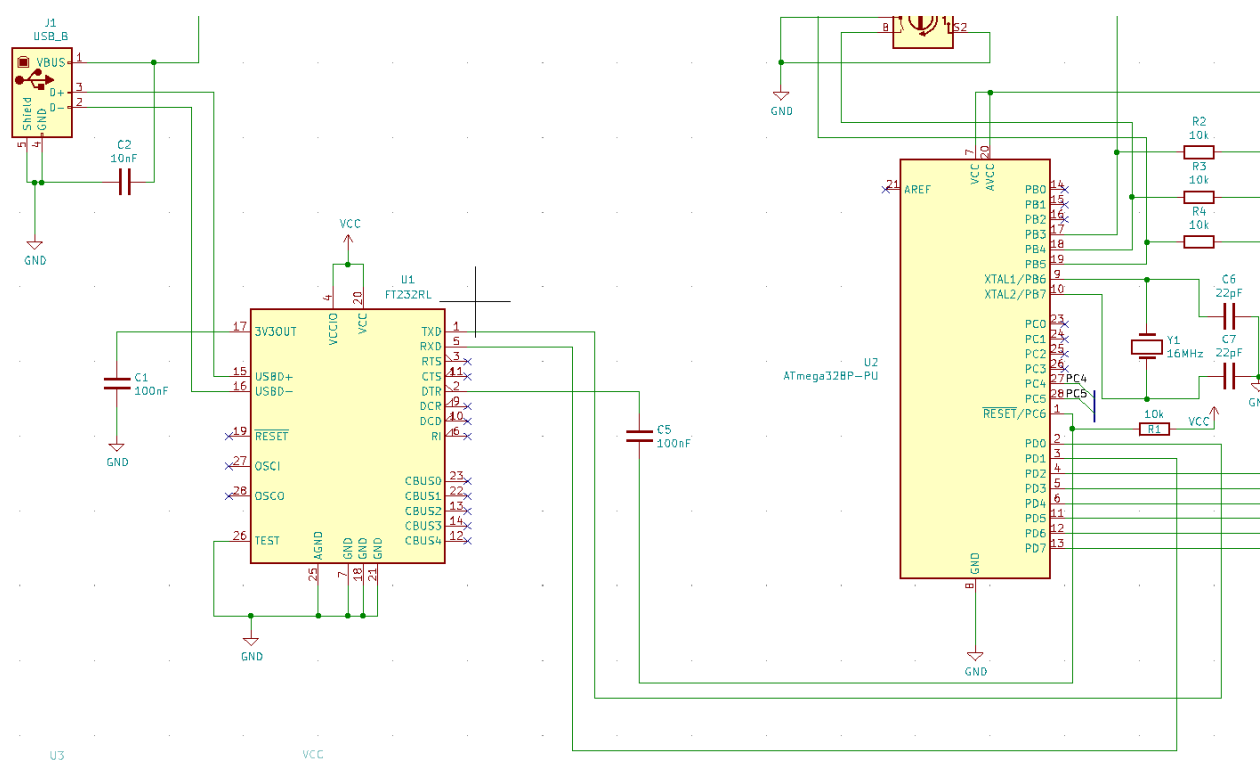 J1
USB_B
VBUS 1
D+ 3
D- 2
Shield
GND
5
4
C2
10nF
GND
B
S2
GND
VCC
U1
FT232RL
4
20
VCCIO
VCC
17 3V3OUT
15 USBD+
16 USBD-
19 RESET
27 OSCI
28 OSCO
26 TEST
TXD 1
RXD 5
RTS 3
CTS 11
DTR 2
DCR 9
DCD 10
RI 6
CBUS0 23
CBUS1 22
CBUS2 13
CBUS3 14
CBUS4 12
AGND
GND
GND
GND
25
7
18
21
GND
C1
100nF
GND
C5
100nF
U2
ATmega328P-PU
7
20
VCC
AVCC
21 AREF
PB0 14
PB1 15
PB2 16
PB3 17
PB4 18
PB5 19
XTAL1/PB6 9
XTAL2/PB7 10
PC0 23
PC1 24
PC2 25
PC3 26
PC4 27 PC4
PC5 28 PC5
RESET/PC6 1
PD0 2
PD1 3
PD2 4
PD3 5
PD4 6
PD5 11
PD6 12
PD7 13
GND
8
GND
R2
10k
R3
10k
R4
10k
C6
22pF
Y1
16MHz
C7
22pF
GN
10k
R1
VCC
U3
VCC